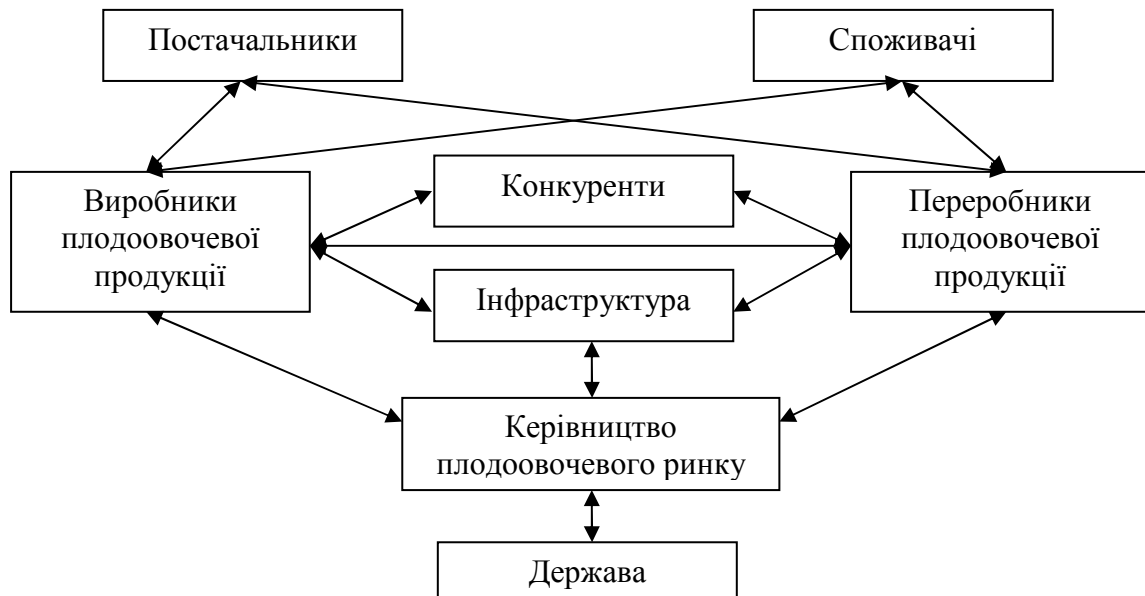 Постачальники
Споживачі
Виробники
плодоовочевої
продукції
Конкуренти
Переробники
плодоовочевої
продукції
Інфраструктура
Керівництво
плодоовочевого ринку
Держава